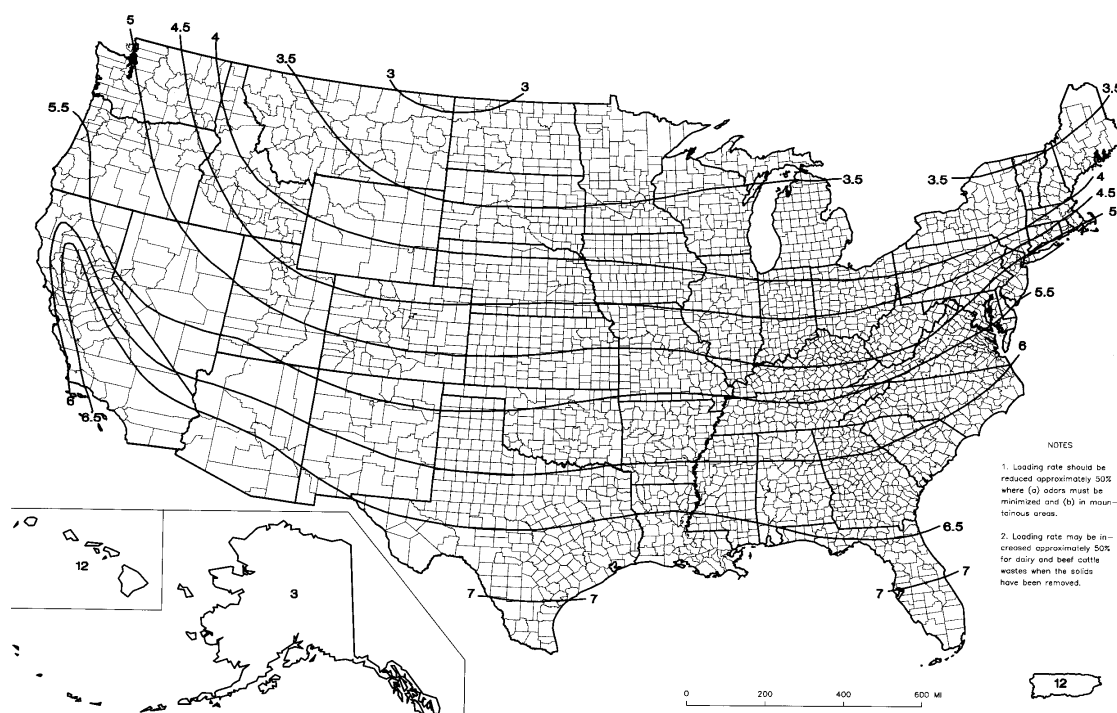 5
4.5
4
3.5
3
3
5.5
3.5
3.5
3.5
4
4.5
5
5.5
6
6
6.5
6.5
7
7
7
NOTES
1. Loading rate should be
reduced approximately 50%
where (a) odors must be
minimized and (b) in moun-
tainous areas.
2. Loading rate may be in-
creased approximately 50%
for dairy and beef cattle
wastes when the solids
have been removed.
12
3
12
0 200 400 600 MI